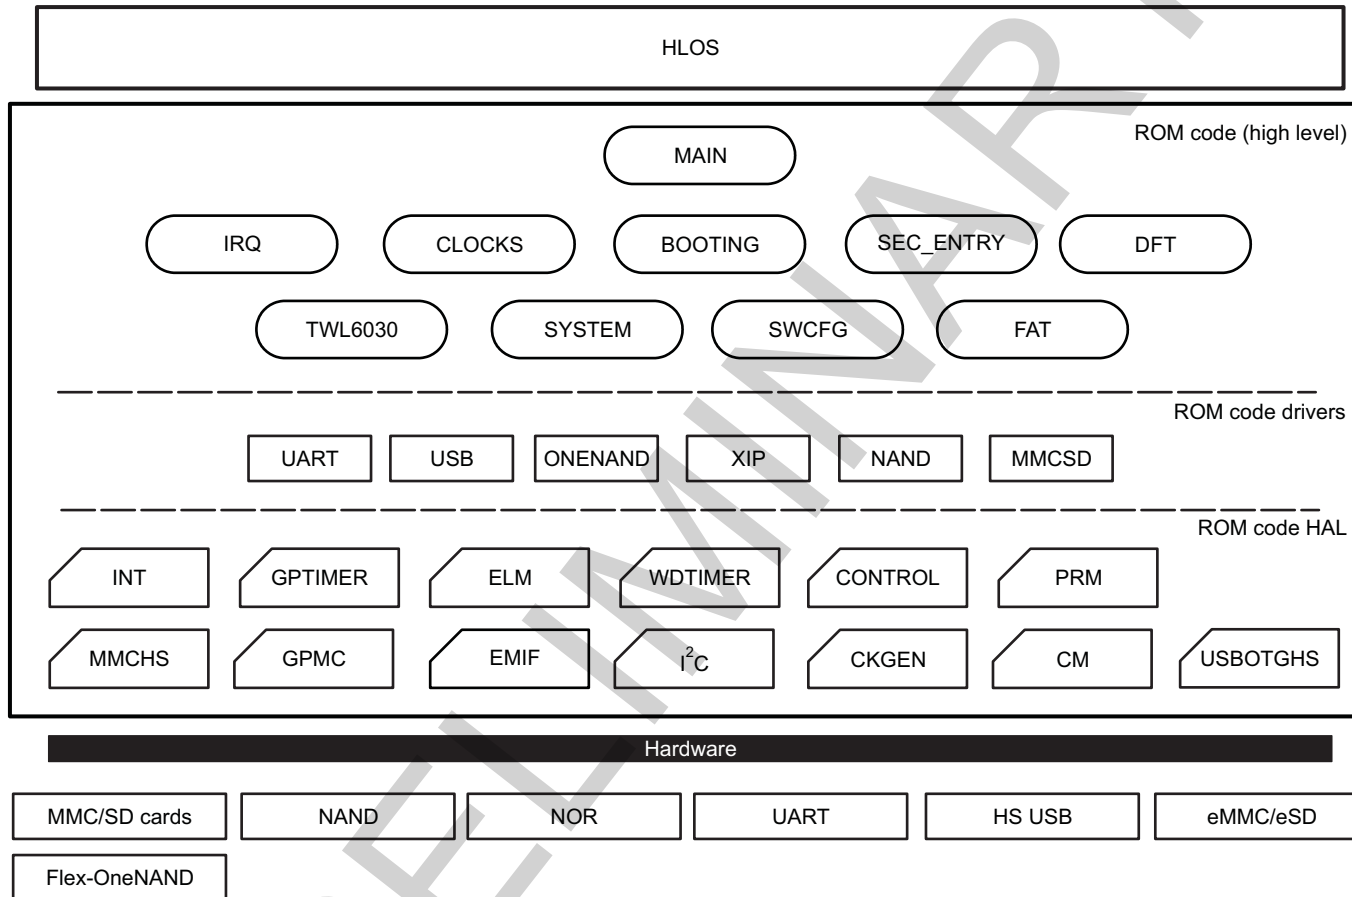 HLOS
ROM code (high level)
MAIN
IRQ CLOCKS BOOTING SEC_ENTRY DFT
TWL6030 SYSTEM SWCFG FAT
ROM code drivers
UART USB ONENAND XIP NAND MMCSD
ROM code HAL
INT GPTIMER ELM WDTIMER CONTROL PRM
MMCHS GPMC EMIF I²C CKGEN CM USBOTGHS
Hardware
MMC/SD cards NAND NOR UART HS USB eMMC/eSD
Flex-OneNAND
ELIMINAR